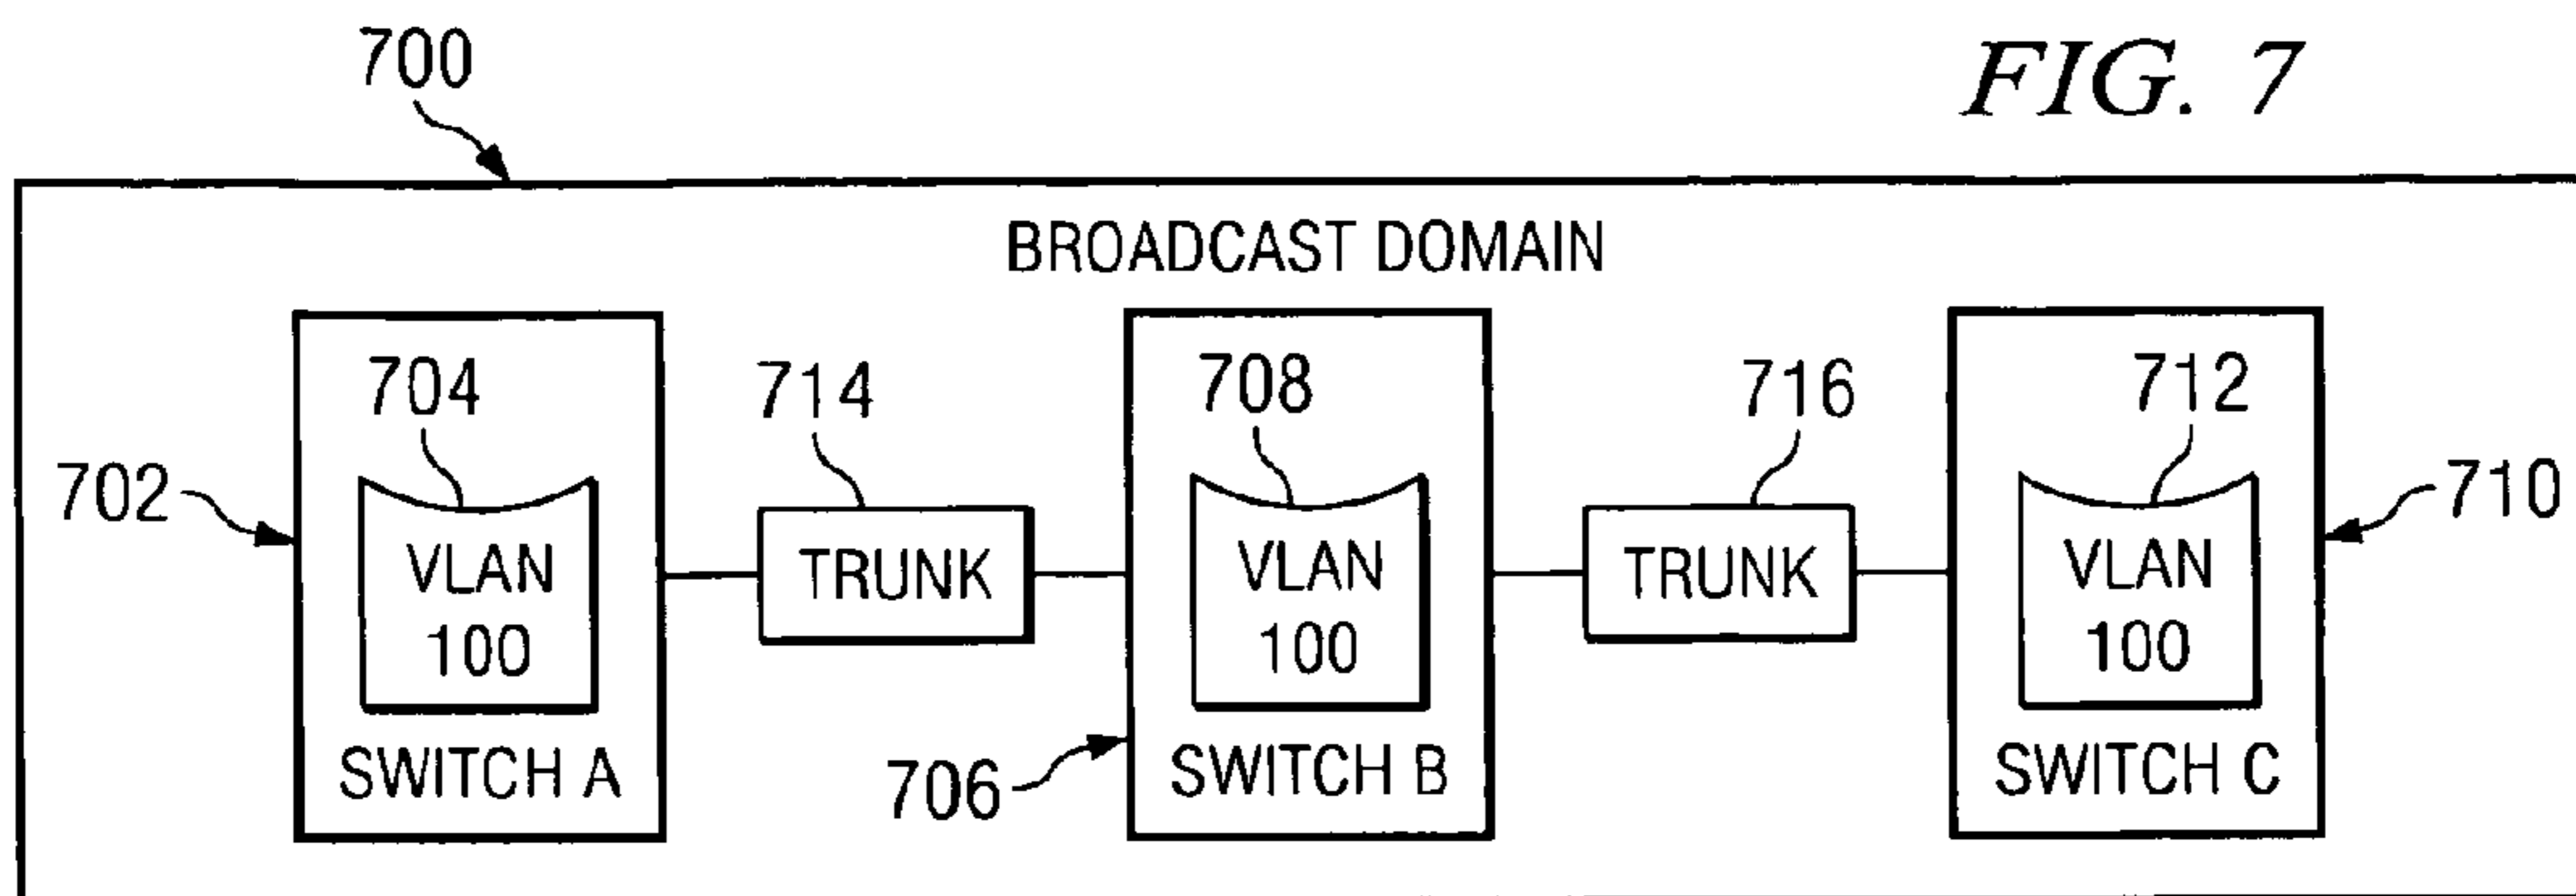 700
FIG. 7
BROADCAST DOMAIN
702
704
VLAN
100
SWITCH A
714
TRUNK
706
708
VLAN
100
SWITCH B
716
TRUNK
712
VLAN
100
SWITCH C
710